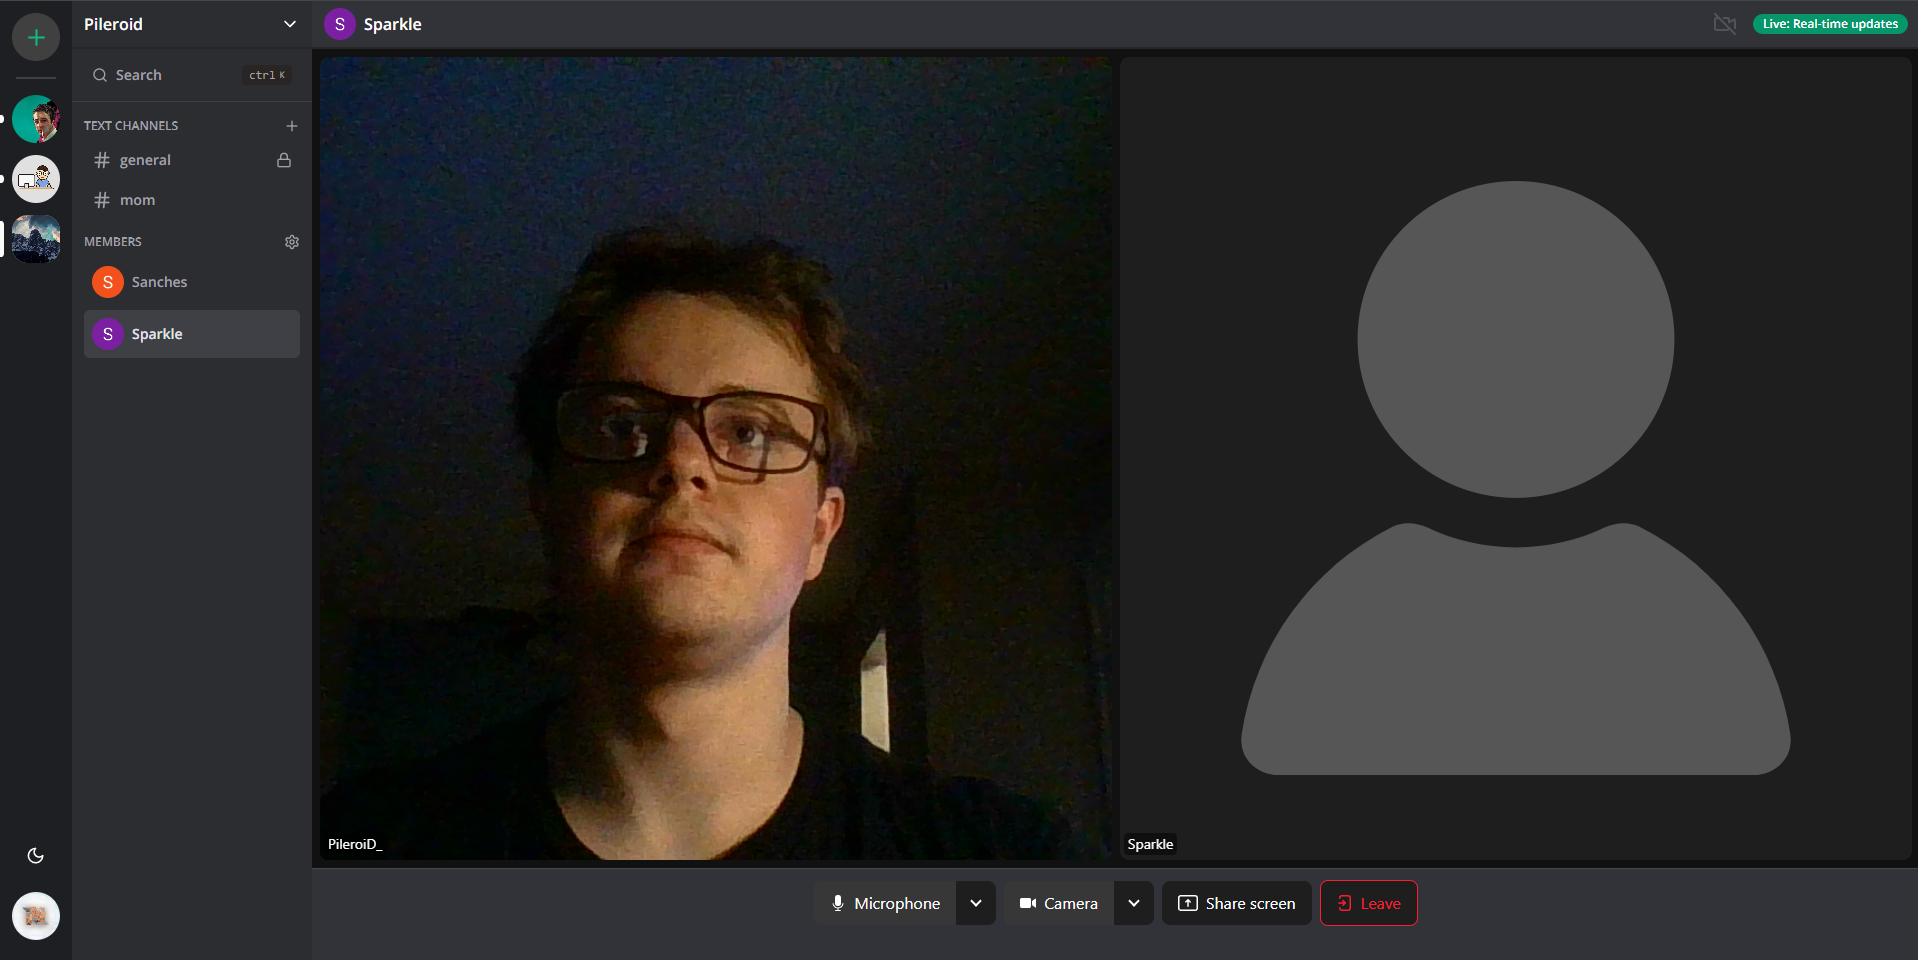 Pileroid
Search
ctrl K
TEXT CHANNELS
general
mom
MEMBERS
S Sanches
S Sparkle
S Sparkle
Live: Real-time updates
PileroiD_
Sparkle
Microphone
Camera
Share screen
Leave